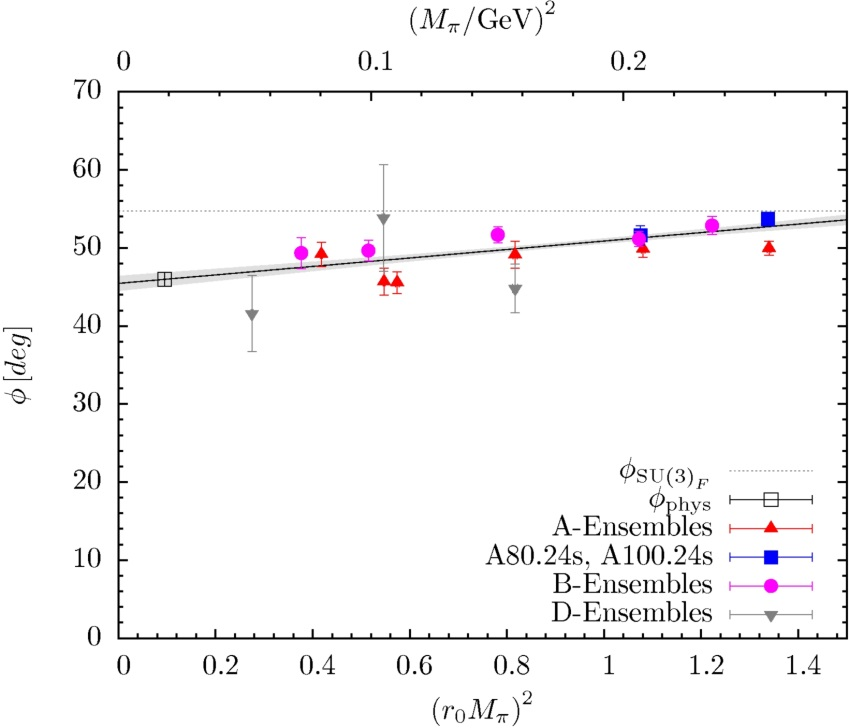 (M_π/GeV)^2
0 0.1 0.2
70
60
50
40
30
20
10
0
ϕ [deg]
ϕ_SU(3)_F
ϕ_phys
A-Ensembles
A80.24s, A100.24s
B-Ensembles
D-Ensembles
0 0.2 0.4 0.6 0.8 1 1.2 1.4
(r_0 M_π)^2